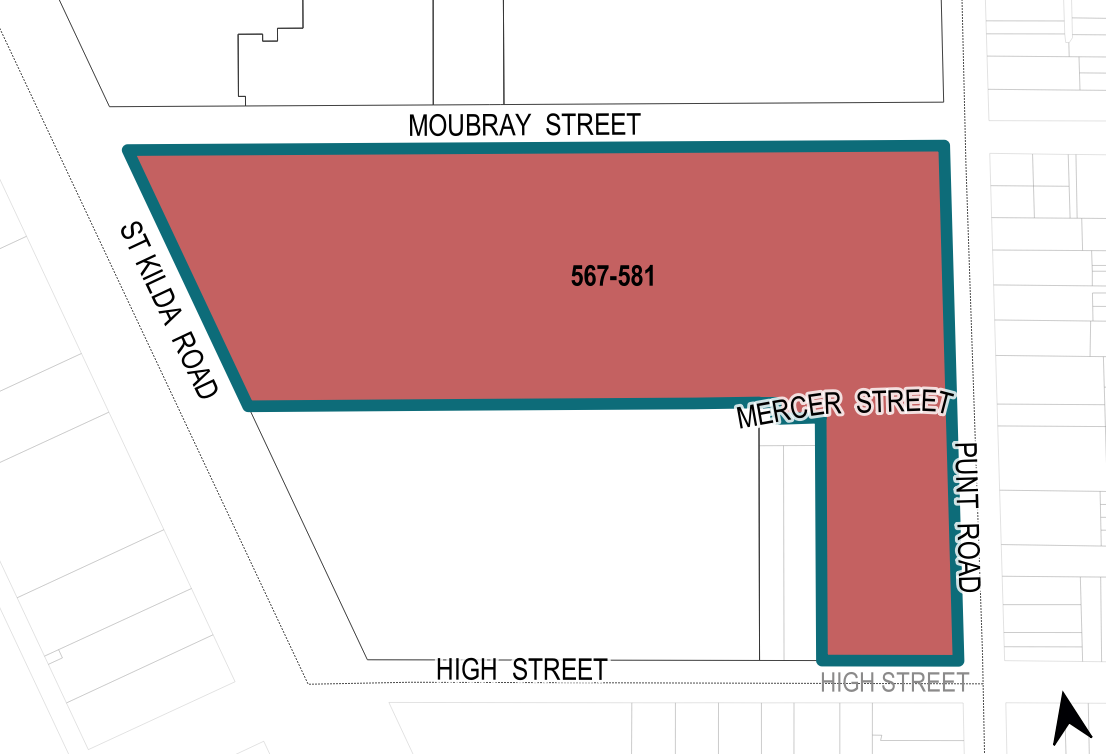 MOUBRAY STREET
ST KILDA ROAD
567-581
MERCER STREET
PUNT ROAD
HIGH STREET
HIGH STREET